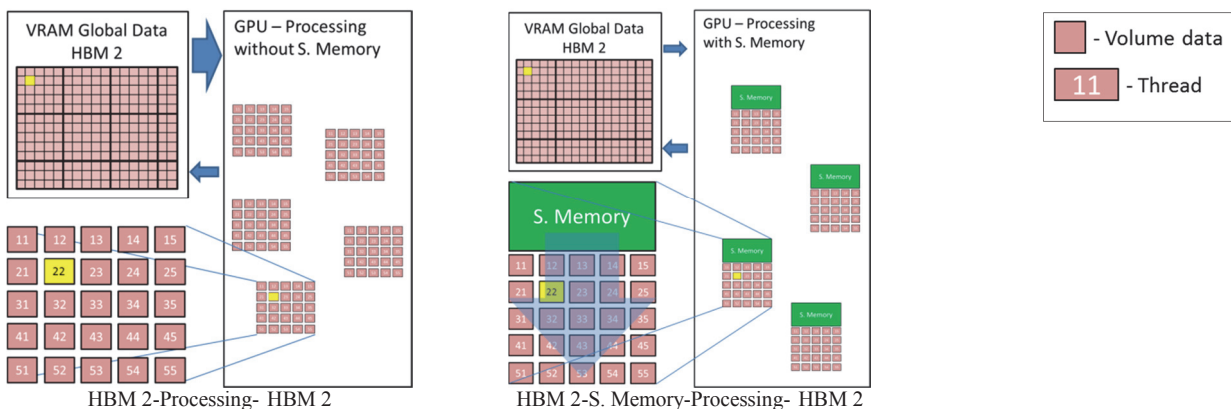 VRAM Global Data
HBM 2
GPU – Processing
without S. Memory
11 12 13 14 15
21 22 23 24 25
31 32 33 34 35
41 42 43 44 45
51 52 53 54 55
HBM 2-Processing- HBM 2
VRAM Global Data
HBM 2
GPU – Processing
with S. Memory
S. Memory
S. Memory
S. Memory
S. Memory
S. Memory
11 12 13 14 15
21 22 23 24 25
31 32 33 34 35
41 42 43 44 45
51 52 53 54 55
HBM 2-S. Memory-Processing- HBM 2
- Volume data
11 - Thread